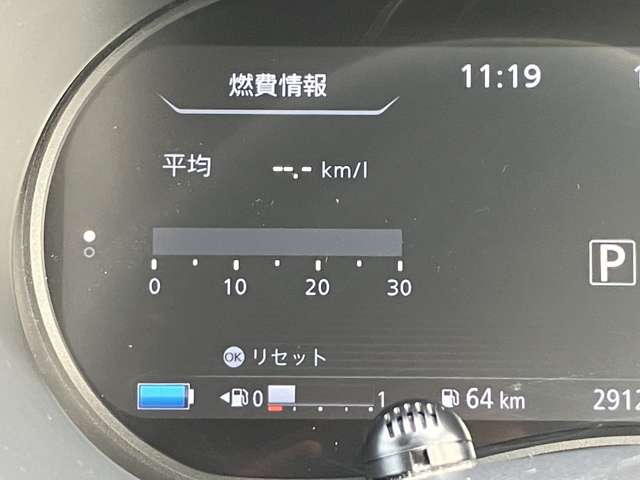 燃費情報 11:19
平均 --.- km/l
P
0 10 20 30
OK リセット
0 1 64 km 2912